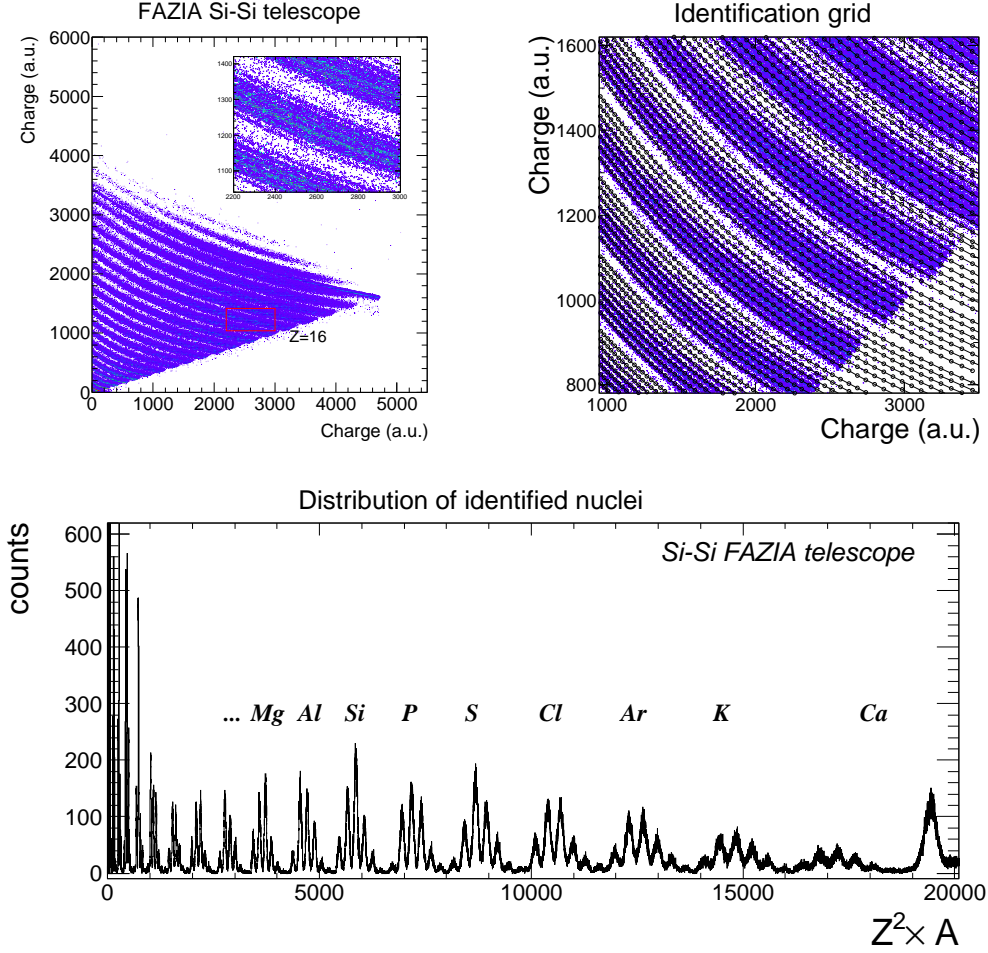 FAZIA Si-Si telescope
Charge (a.u.)
6000
5000
4000
3000
2000
1000
0
1400
1300
1200
1100
2200 2400 2600 2800 3000
Z=16
0 1000 2000 3000 4000 5000
Charge (a.u.)
Identification grid
Charge (a.u.)
1600
1400
1200
1000
800
1000 2000 3000
Charge (a.u.)
Distribution of identified nuclei
counts
600
500
400
300
200
100
0
Si-Si FAZIA telescope
... Mg Al Si P S Cl Ar K Ca
0 5000 10000 15000 20000
Z²× A